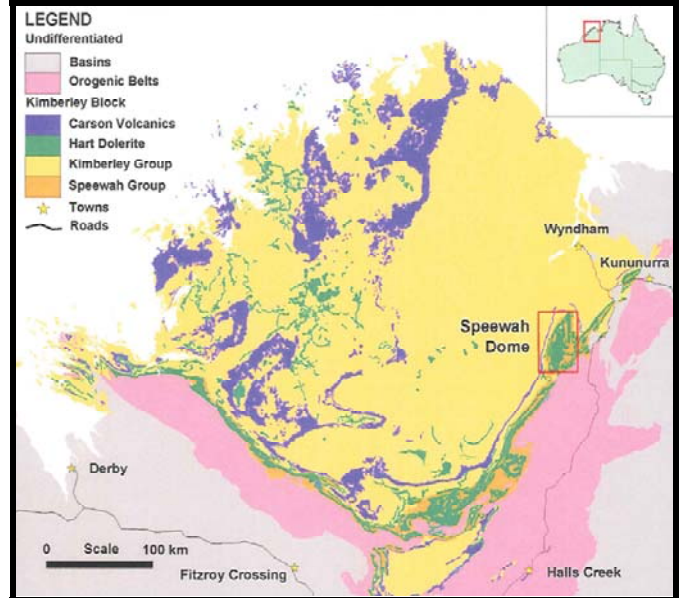 LEGEND
Undifferentiated
Basins
Orogenic Belts
Kimberley Block
Carson Volcanics
Hart Dolerite
Kimberley Group
Speewah Group
Towns
Roads
Wyndham
Kununurra
Speewah
Dome
Derby
0 Scale 100 km
Fitzroy Crossing
Halls Creek